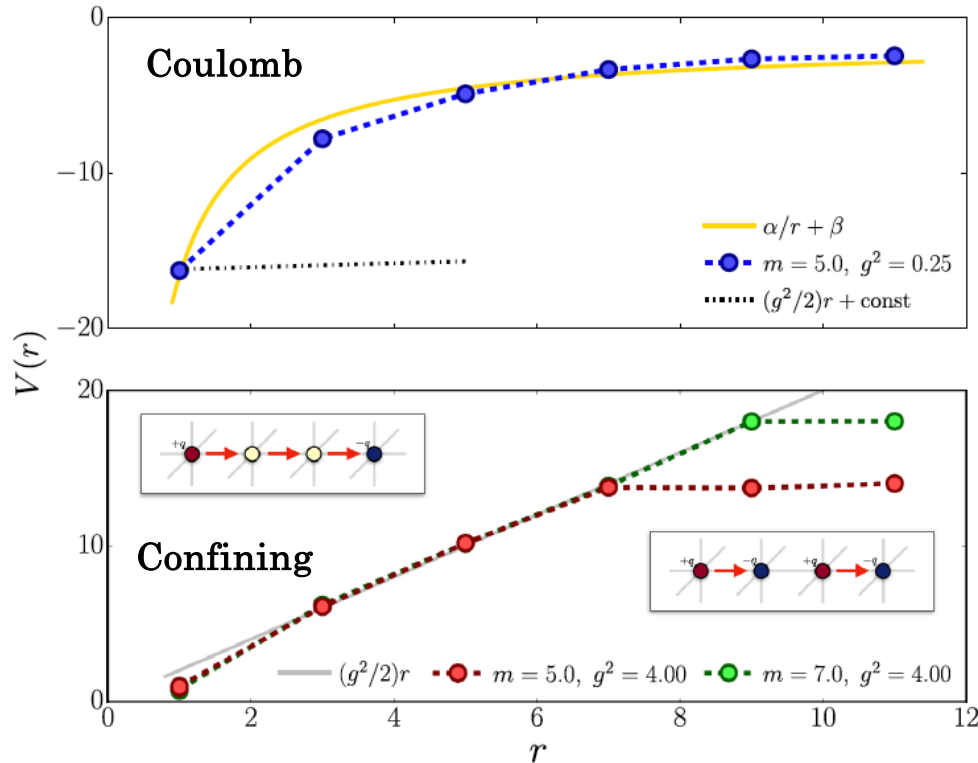 0
Coulomb
−10
α/r + β
m = 5.0, g² = 0.25
(g²/2)r + const
−20
V(r)
20
+q −q
10
Confining
+q −q +q −q
(g²/2)r m = 5.0, g² = 4.00 m = 7.0, g² = 4.00
0
0 2 4 6 8 10 12
r